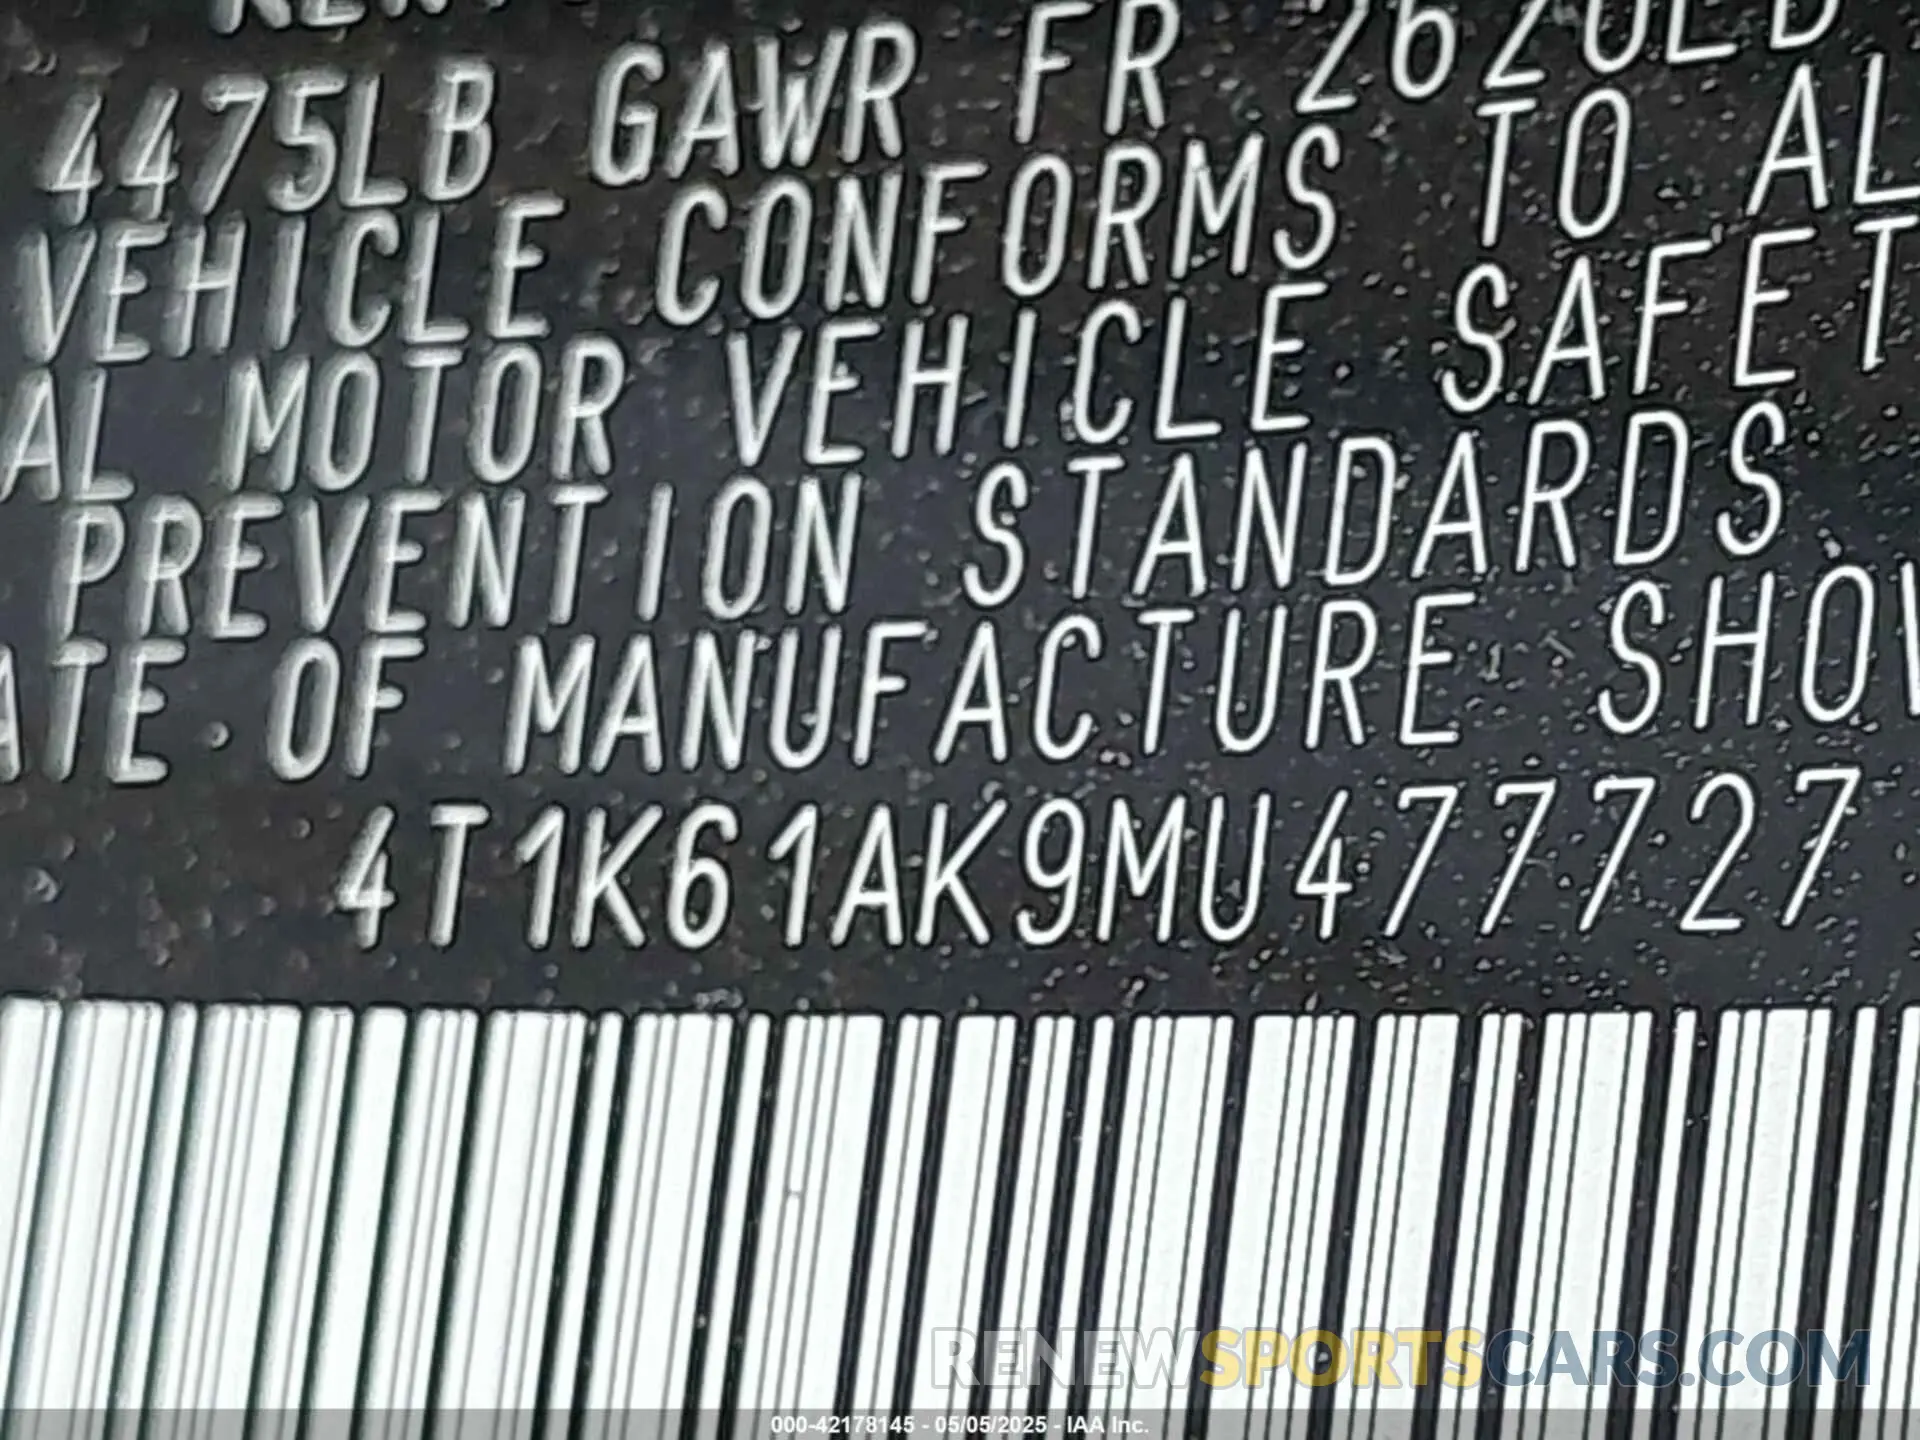 4475LB GAWR FR 2620LB
VEHICLE CONFORMS TO AL
AL MOTOR VEHICLE SAFET
PREVENTION STANDARDS
ATE OF MANUFACTURE SHOW
4T1K61AK9MU477727
RENEWSPORTSCARS.COM
000-42178145 - 05/05/2025 - IAA Inc.